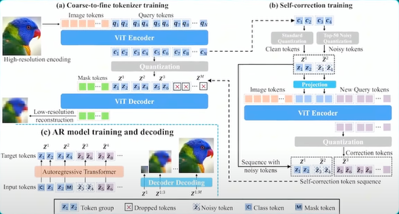 (a) Coarse-to-fine tokenizer training
Image tokens
Query tokens
High-resolution encoding
ViT Encoder
Quantization
Mask tokens
ViT Decoder
Low-resolution
reconstruction
(b) Self-correction training
Standard
Quantization
Top-M Noisy
Quantization
Clean tokens
Noisy tokens
Projection
Image tokens
New Query tokens
ViT Encoder
Quantization
Correction tokens
Sequence with
noisy tokens
Self-correction token sequence
(c) AR model training and decoding
Target tokens
Autoregressive Transformer
Input tokens
Decoder Decoding
Token group
Dropped tokens
Noisy token
Class token
Mask token